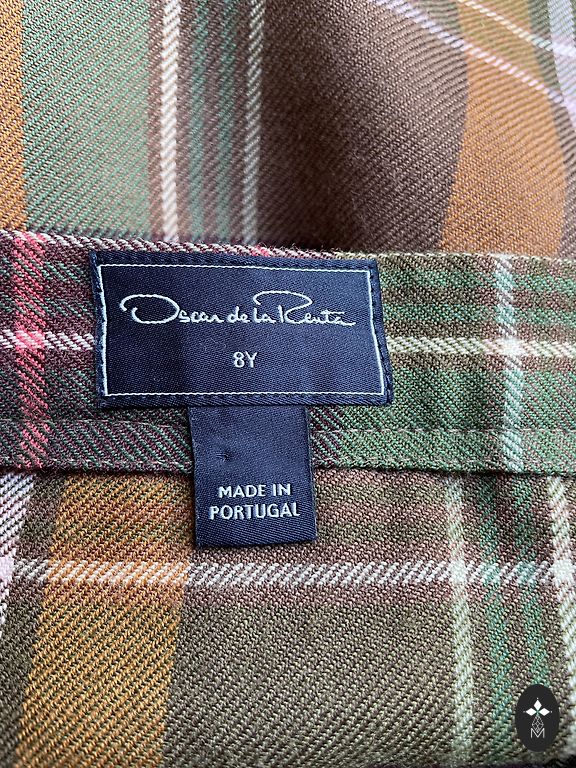 Oscar de la Renta
8Y
MADE IN
PORTUGAL
M